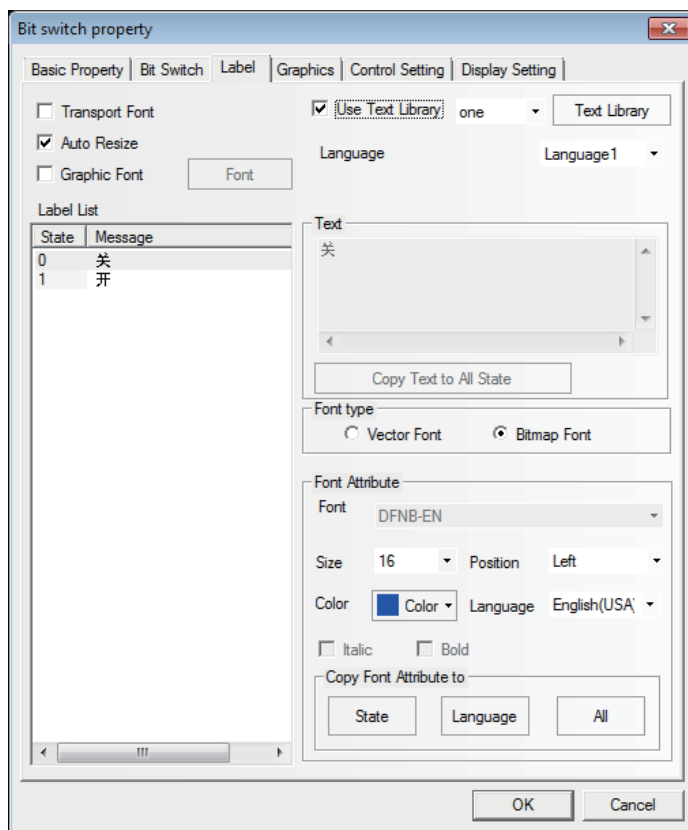 Bit switch property
Basic Property Bit Switch Label Graphics Control Setting Display Setting
Transport Font
Auto Resize
Graphic Font Font
Use Text Library one Text Library
Language Language1
Label List
State Message
0 关
1 开
Text
关
Copy Text to All State
Font type
Vector Font Bitmap Font
Font Attribute
Font DFNB-EN
Size 16 Position Left
Color Color Language English(USA)
Italic Bold
Copy Font Attribute to
State Language All
OK Cancel